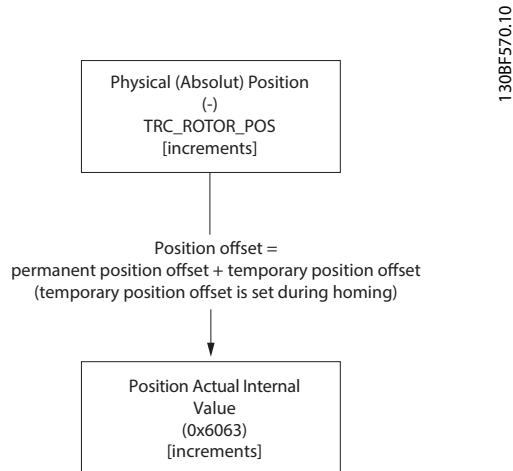 130BF570.10
Physical (Absolut) Position
(-)
TRC_ROTOR_POS
[increments]
Position offset =
permanent position offset + temporary position offset
(temporary position offset is set during homing)
Position Actual Internal
Value
(0x6063)
[increments]